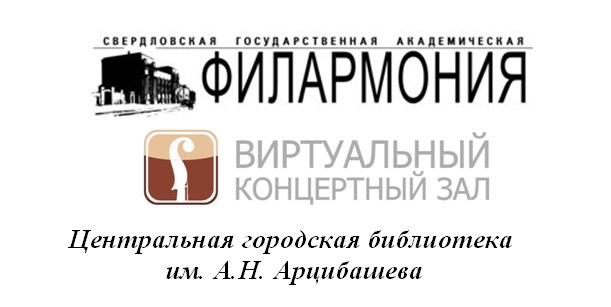 СВЕРДЛОВСКАЯ ГОСУДАРСТВЕННАЯ АКАДЕМИЧЕСКАЯ
ФИЛАРМОНИЯ
ВИРТУАЛЬНЫЙ
КОНЦЕРТНЫЙ ЗАЛ
Центральная городская библиотека
им. А.Н. Арцибашева